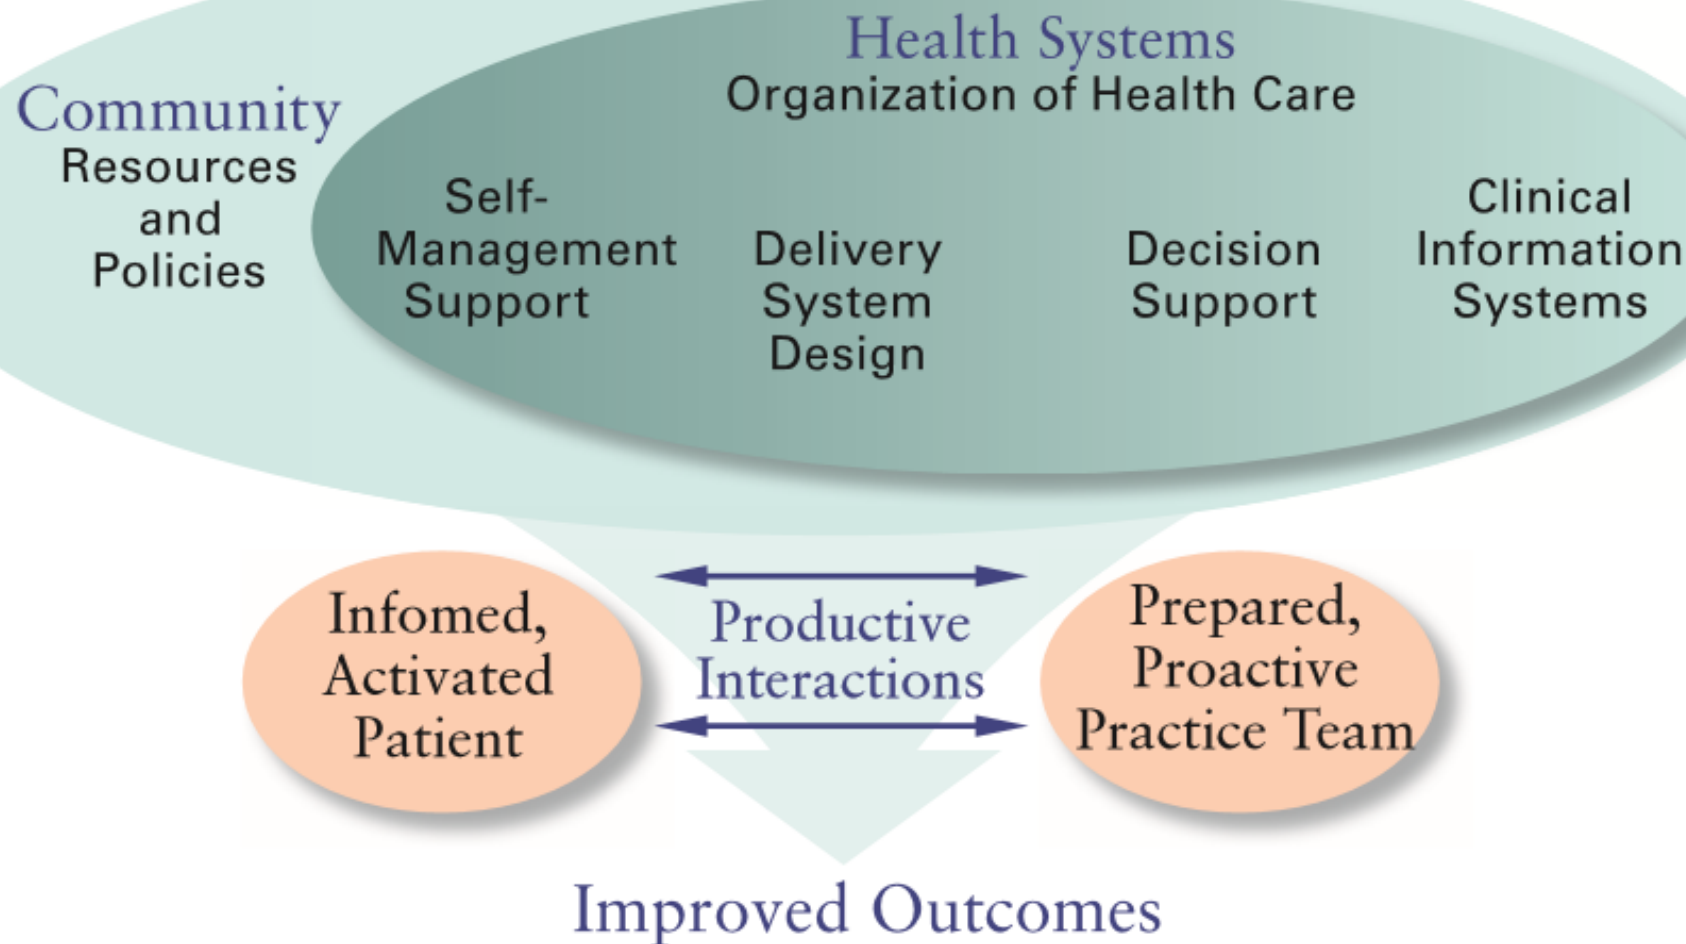 Health Systems
Organization of Health Care
Community
Resources
and
Policies
Self-
Management
Support
Delivery
System
Design
Decision
Support
Clinical
Information
Systems
Infomed,
Activated
Patient
Productive
Interactions
Prepared,
Proactive
Practice Team
Improved Outcomes